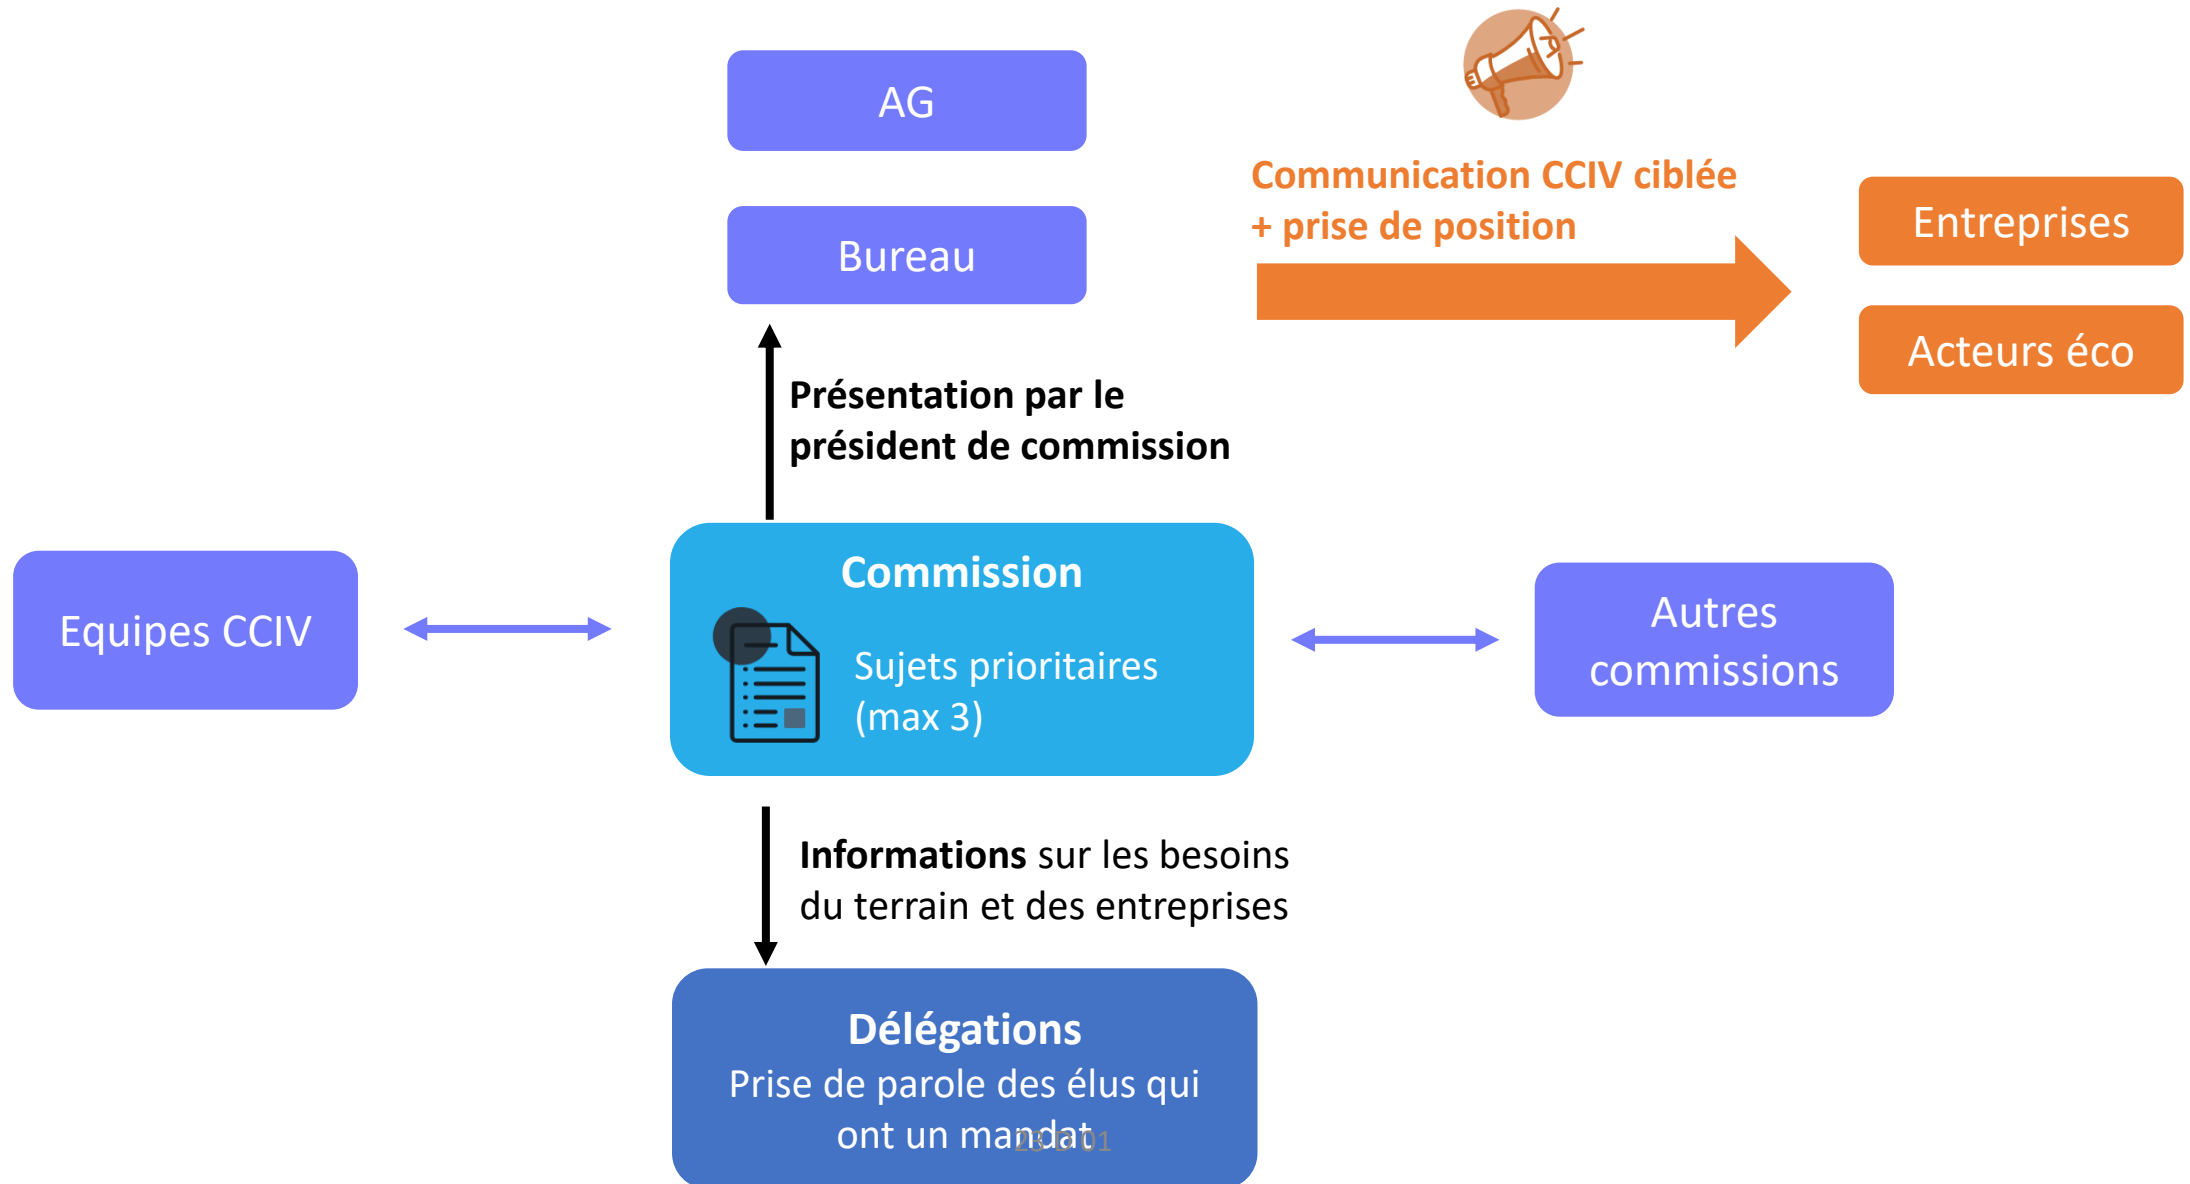 AG
Communication CCIV ciblée
+ prise de position
Entreprises
Bureau
Acteurs éco
Présentation par le
président de commission
Commission
Equipes CCIV
Sujets prioritaires
(max 3)
Autres
commissions
Informations sur les besoins
du terrain et des entreprises
Délégations
Prise de parole des élus qui
ont un mandat
23 D 01